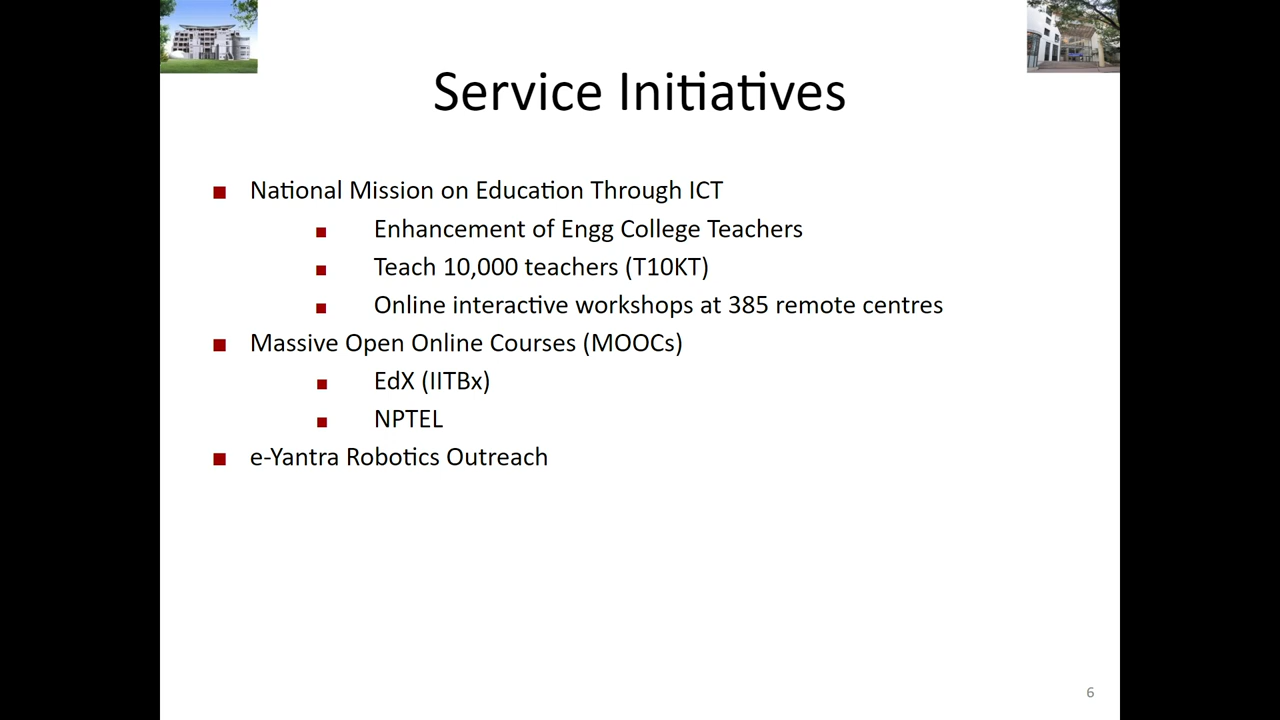 Service Initiatives
National Mission on Education Through ICT
Enhancement of Engg College Teachers
Teach 10,000 teachers (T10KT)
Online interactive workshops at 385 remote centres
Massive Open Online Courses (MOOCs)
EdX (IITBx)
NPTEL
e-Yantra Robotics Outreach
6